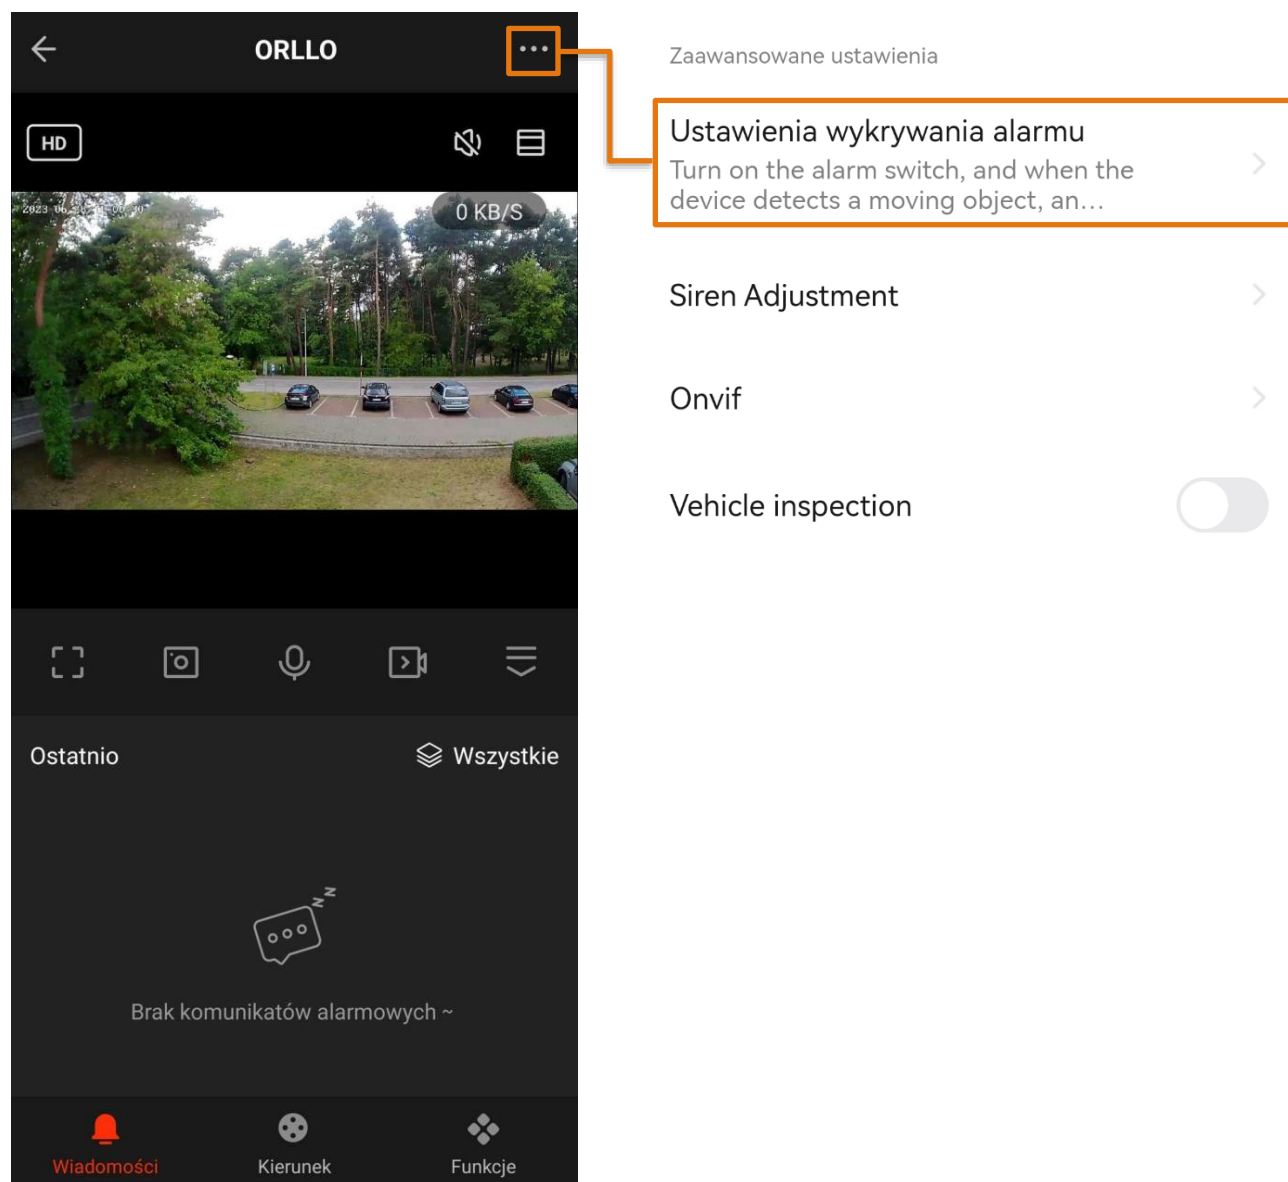 ORLLO
HD
0 KB/S
Ostatnio
Wszystkie
Brak komunikatów alarmowych ~
Wiadomości
Kierunek
Funkcje
Zaawansowane ustawienia
Ustawienia wykrywania alarmu
Turn on the alarm switch, and when the
device detects a moving object, an...
Siren Adjustment
Onvif
Vehicle inspection